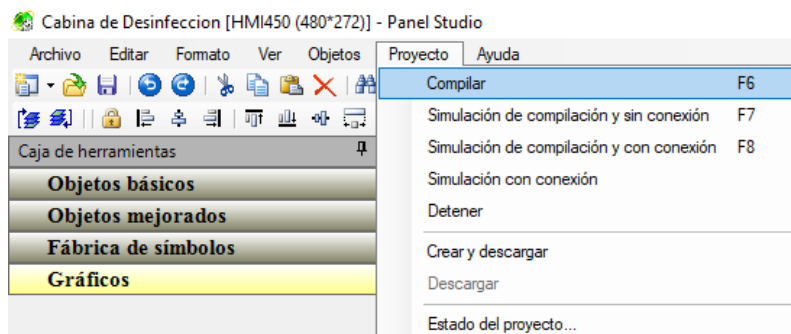 Cabina de Desinfeccion [HMI450 (480*272)] - Panel Studio
Archivo Editar Formato Ver Objetos Proyecto Ayuda
Compilar F6
Simulación de compilación y sin conexión F7
Caja de herramientas
Simulación de compilación y con conexión F8
Objetos básicos
Simulación con conexión
Objetos mejorados
Detener
Fábrica de símbolos
Crear y descargar
Gráficos
Descargar
Estado del proyecto...